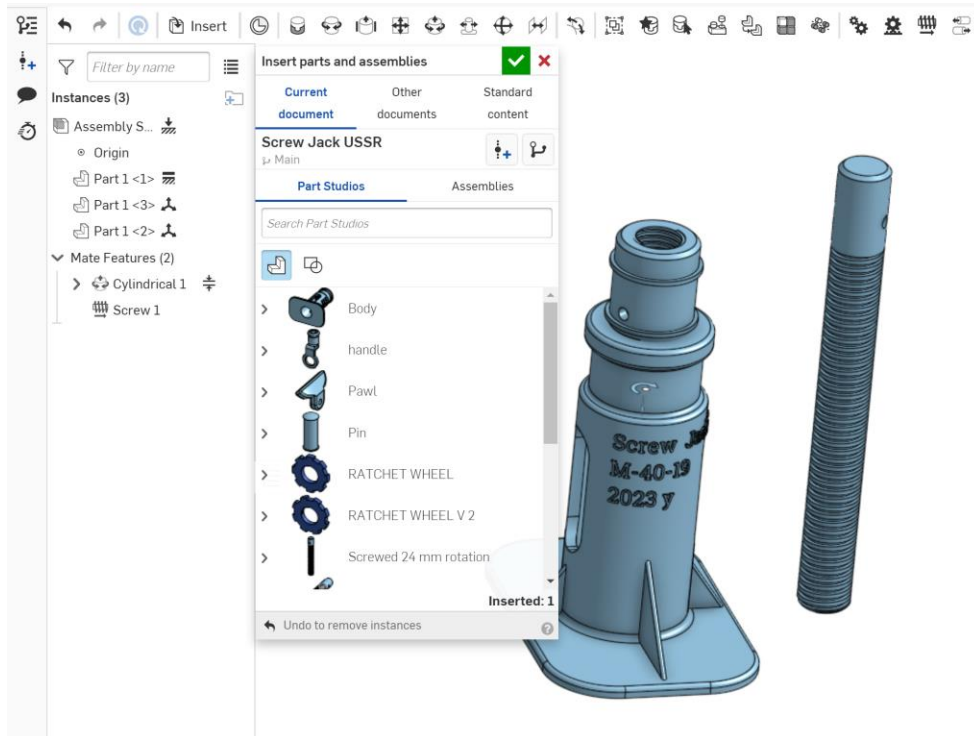 Insert
Filter by name
Instances (3)
Assembly S...
Origin
Part 1 <1>
Part 1 <3>
Part 1 <2>
Mate Features (2)
Cylindrical 1
Screw 1
Insert parts and assemblies
Current document
Other documents
Standard content
Screw Jack USSR
Main
Part Studios
Assemblies
Search Part Studios
Body
handle
Pawl
Pin
RATCHET WHEEL
RATCHET WHEEL V 2
Screwed 24 mm rotation
Inserted: 1
Undo to remove instances
Screw Jack
M-40-19
2023 y